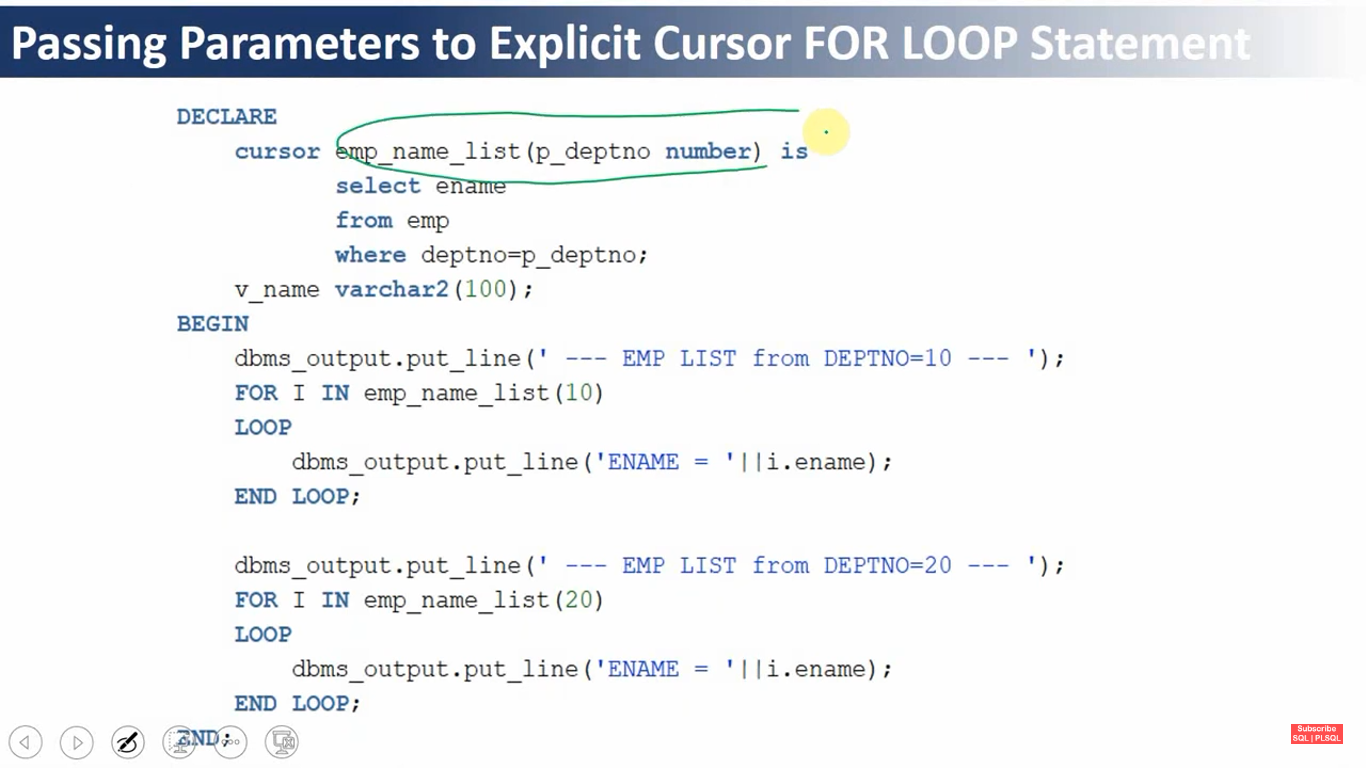 Passing Parameters to Explicit Cursor FOR LOOP Statement
DECLARE
cursor emp_name_list(p_deptno number) is
select ename
from emp
where deptno=p_deptno;
v_name varchar2(100);
BEGIN
dbms_output.put_line(' --- EMP LIST from DEPTNO=10 --- ');
FOR I IN emp_name_list(10)
LOOP
dbms_output.put_line('ENAME = '||i.ename);
END LOOP;
dbms_output.put_line(' --- EMP LIST from DEPTNO=20 --- ');
FOR I IN emp_name_list(20)
LOOP
dbms_output.put_line('ENAME = '||i.ename);
END LOOP;
END;
Subscribe
SQL | PLSQL